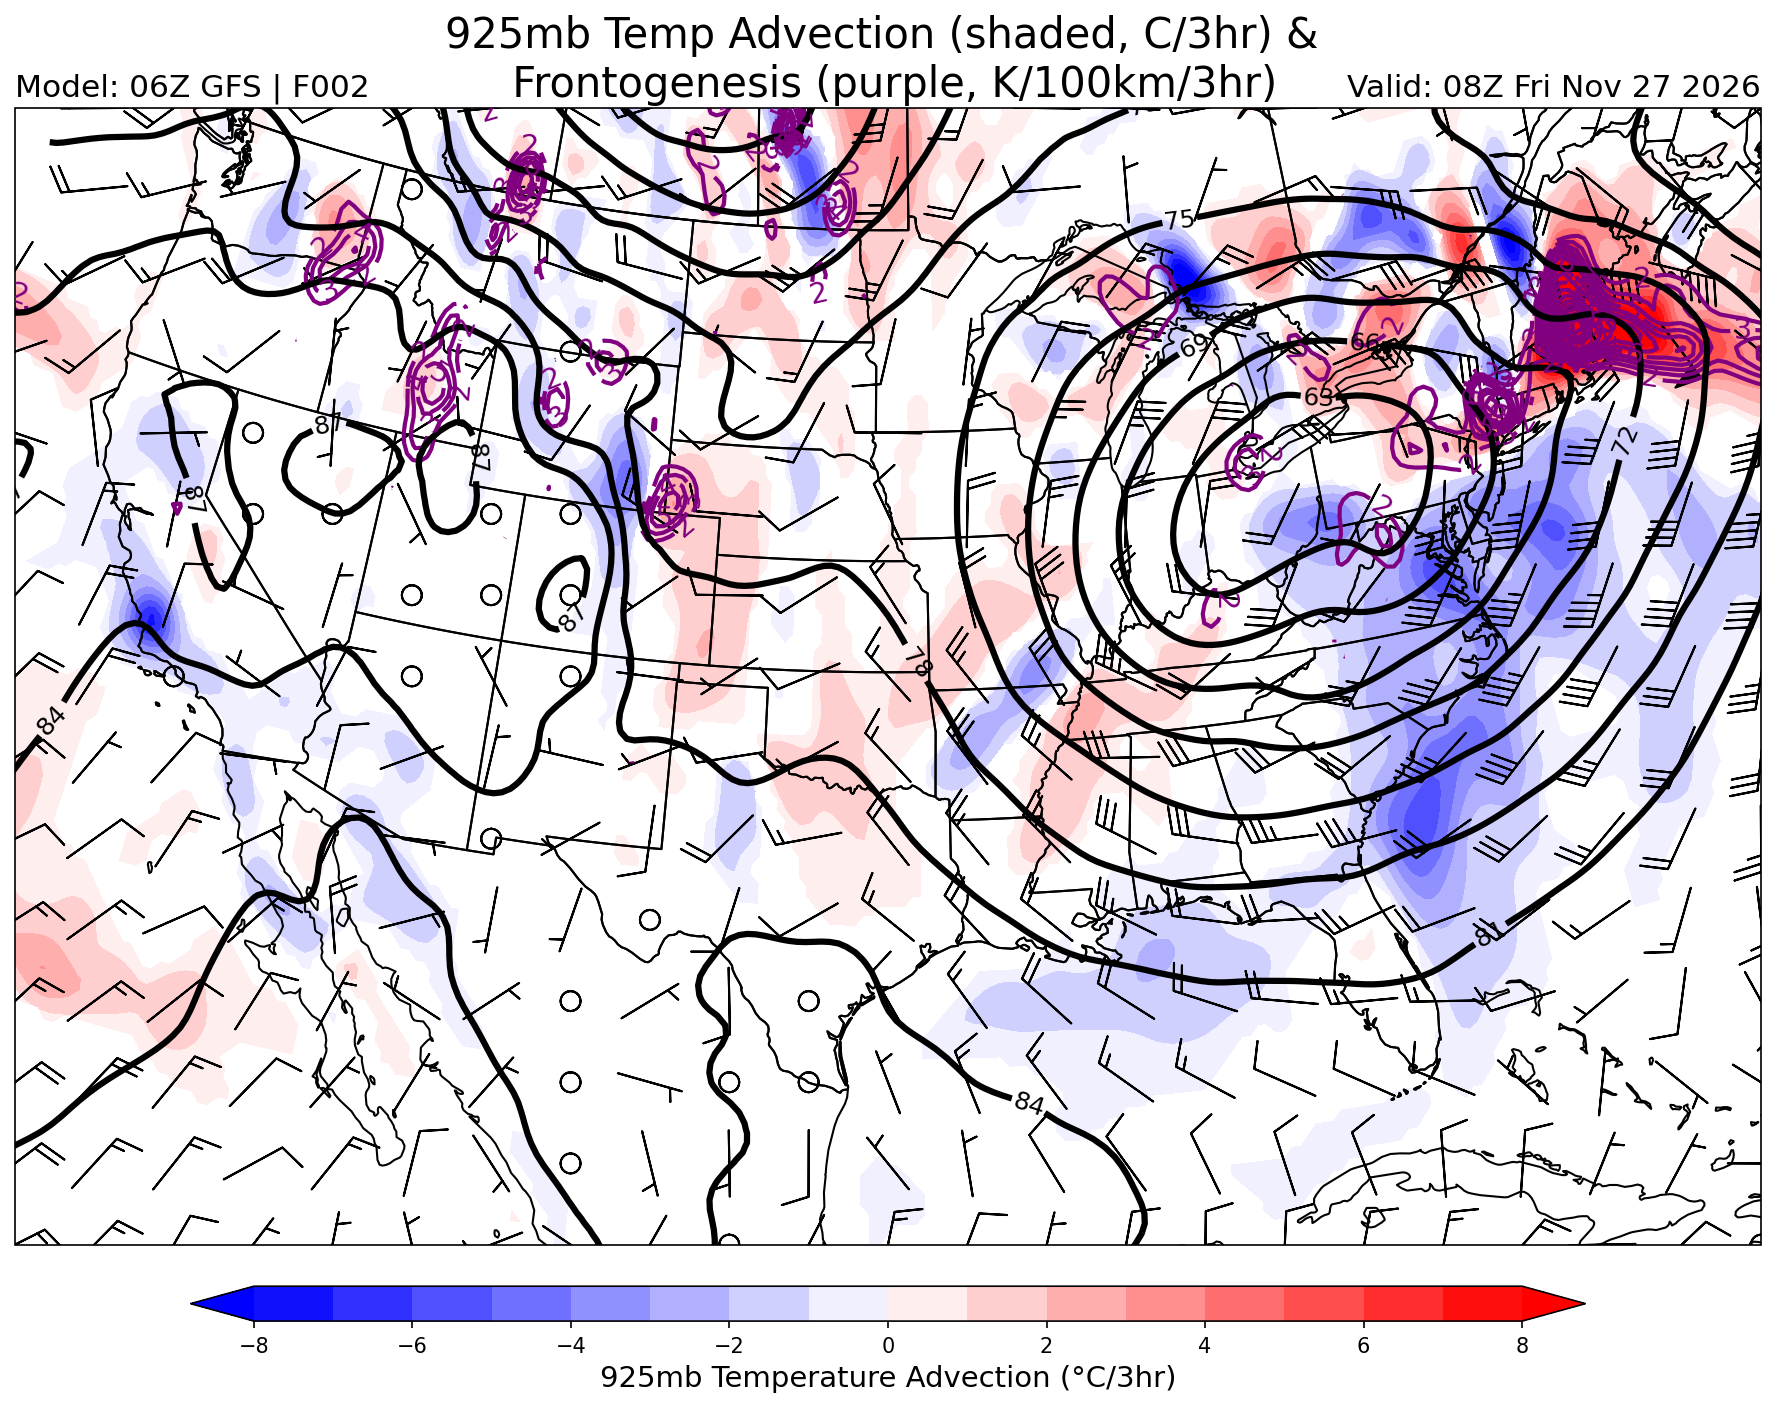 925mb Temp Advection (shaded, C/3hr) &
Model: 06Z GFS | F002
Frontogenesis (purple, K/100km/3hr)
Valid: 08Z Fri Nov 27 2026
75
69
66
63
72
87
87
87
87
78
84
81
84
−8 −6 −4 −2 0 2 4 6 8
925mb Temperature Advection (°C/3hr)